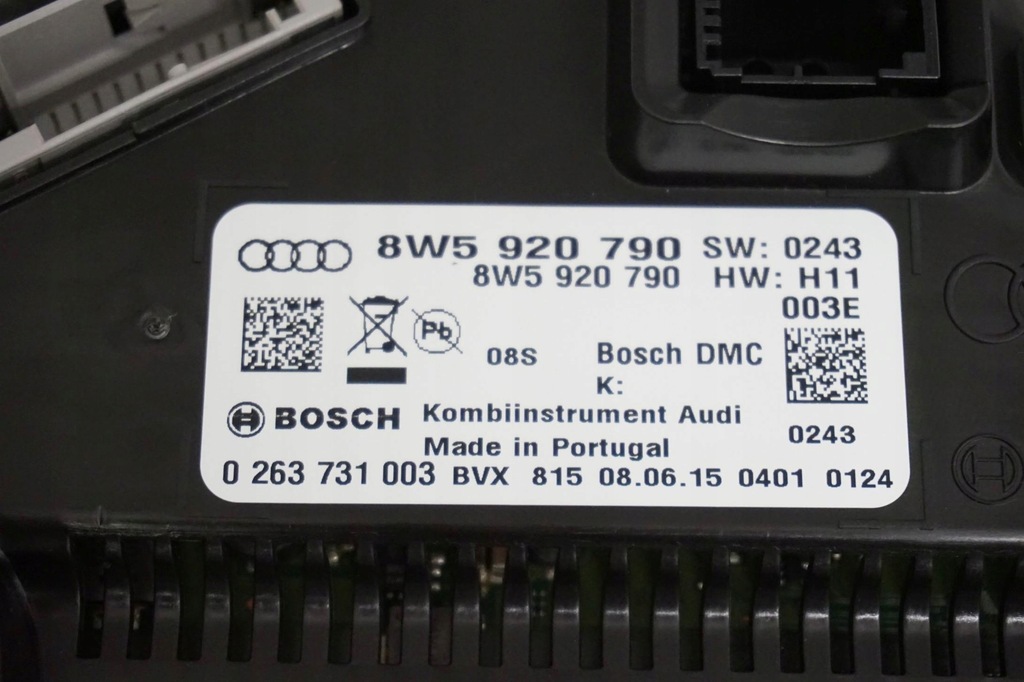 8W5 920 790 SW: 0243
8W5 920 790 HW: H11
003E
Pb
08S Bosch DMC
K:
BOSCH Kombiinstrument Audi
0243
Made in Portugal
0 263 731 003 BVX 815 08.06.15 0401 0124